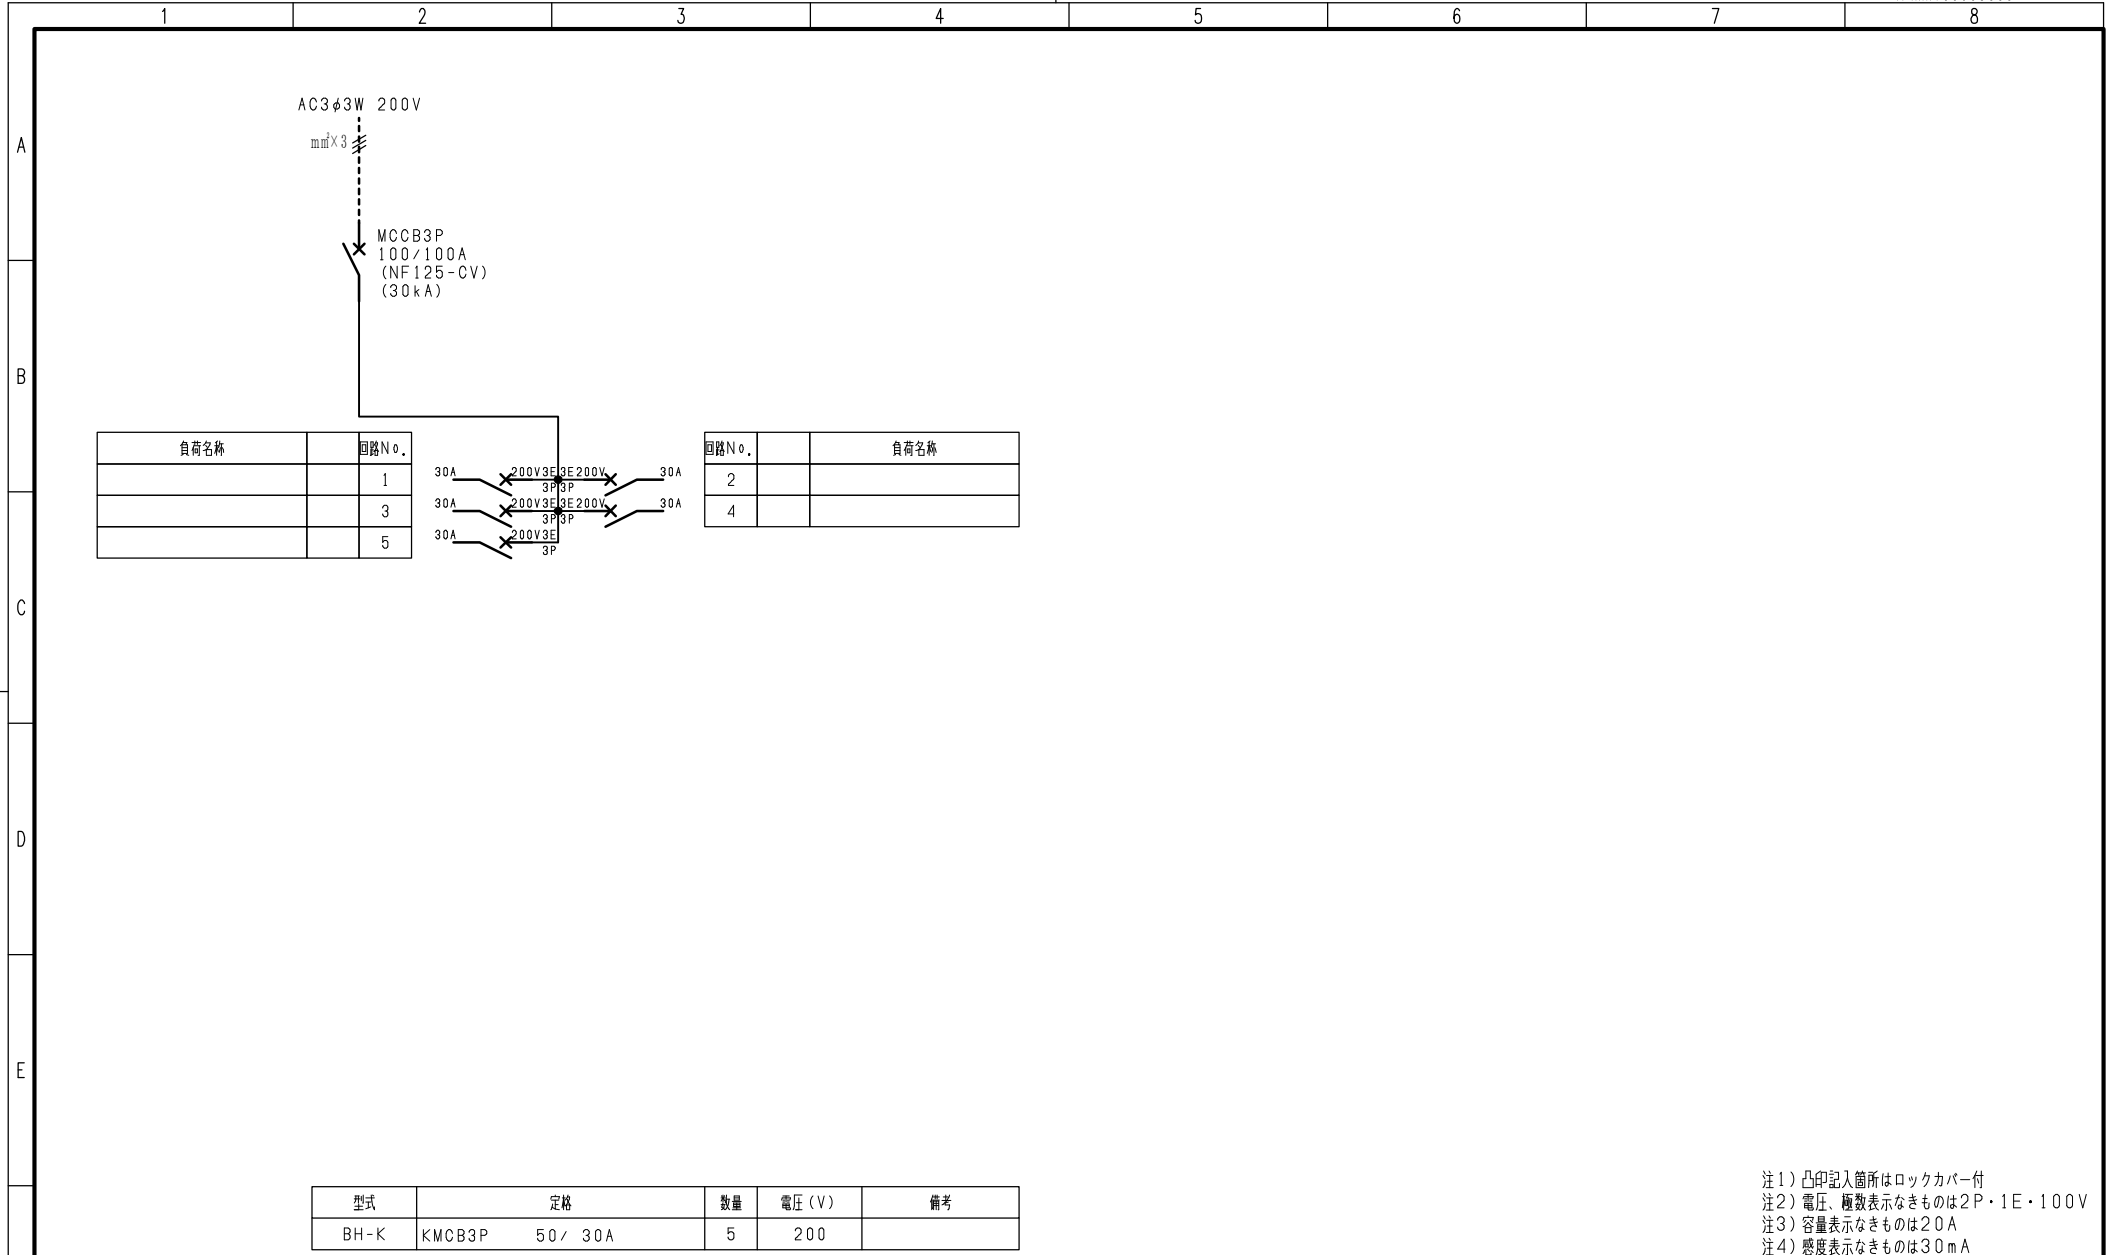 1 2 3 4 5 6 7 8
A
B
C
D
E
AC3φ3W 200V
mm²×3
MCCB3P
100/100A
(NF125-CV)
(30kA)
負荷名称 回路No.
1
3
5
30A 200V3E 3E200V 30A
3P 3P
30A 200V3E 3E200V 30A
3P 3P
30A 200V3E
3P
回路No. 負荷名称
2
4
型式 定格 数量 電圧(V) 備考
BH-K KMCB3P 50/ 30A 5 200
注1)凸印記入箇所はロックカバー付
注2)電圧、極数表示なきものは2P・1E・100V
注3)容量表示なきものは20A
注4)感度表示なきものは30mA